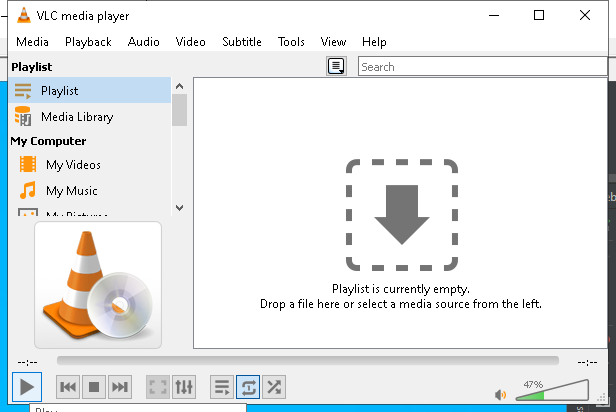 VLC media player
Media Playback Audio Video Subtitle Tools View Help
Playlist
Search
Playlist
Media Library
My Computer
My Videos
My Music
My Pictures
Playlist is currently empty.
Drop a file here or select a media source from the left.
--:-- --:--
47%
Play